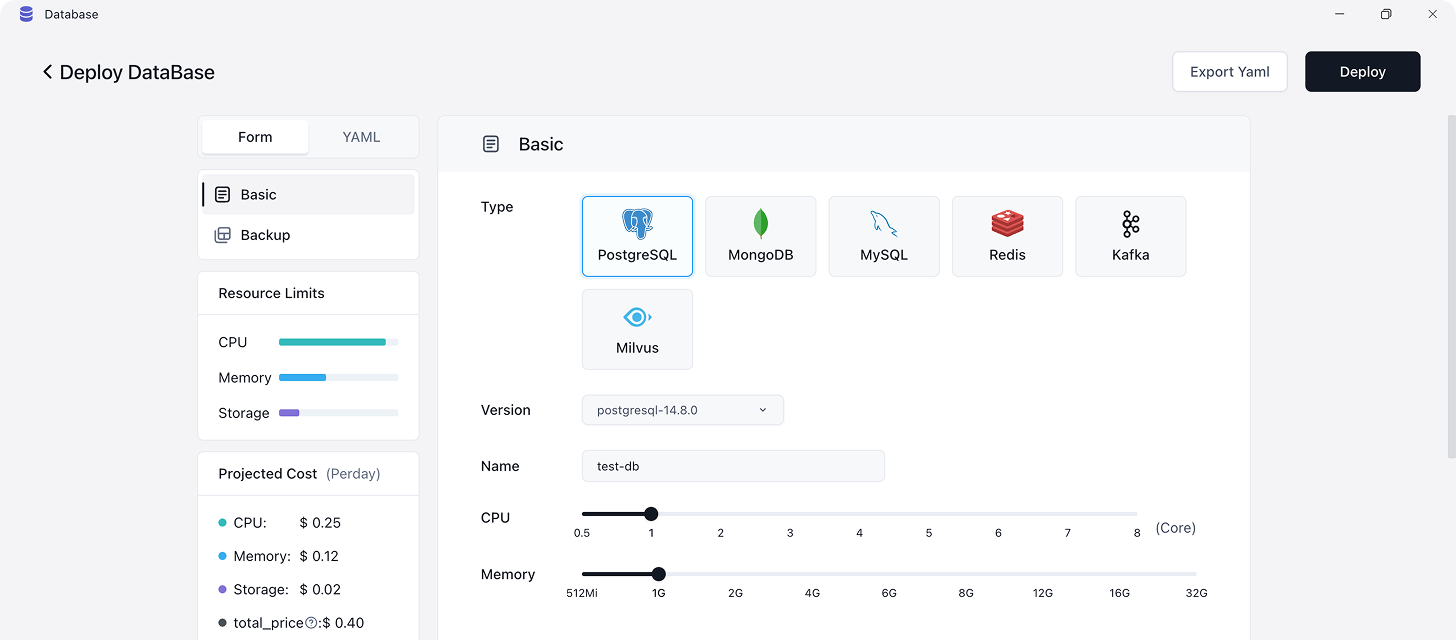 Database
Deploy DataBase
Export Yaml
Deploy
Form YAML
Basic
Backup
Resource Limits
CPU
Memory
Storage
Projected Cost (Perday)
CPU: $ 0.25
Memory: $ 0.12
Storage: $ 0.02
total_price?:$ 0.40
Basic
Type
PostgreSQL MongoDB MySQL Redis Kafka
Milvus
Version postgresql-14.8.0
Name test-db
CPU
0.5 1 2 3 4 5 6 7 8 (Core)
Memory
512Mi 1G 2G 4G 6G 8G 12G 16G 32G